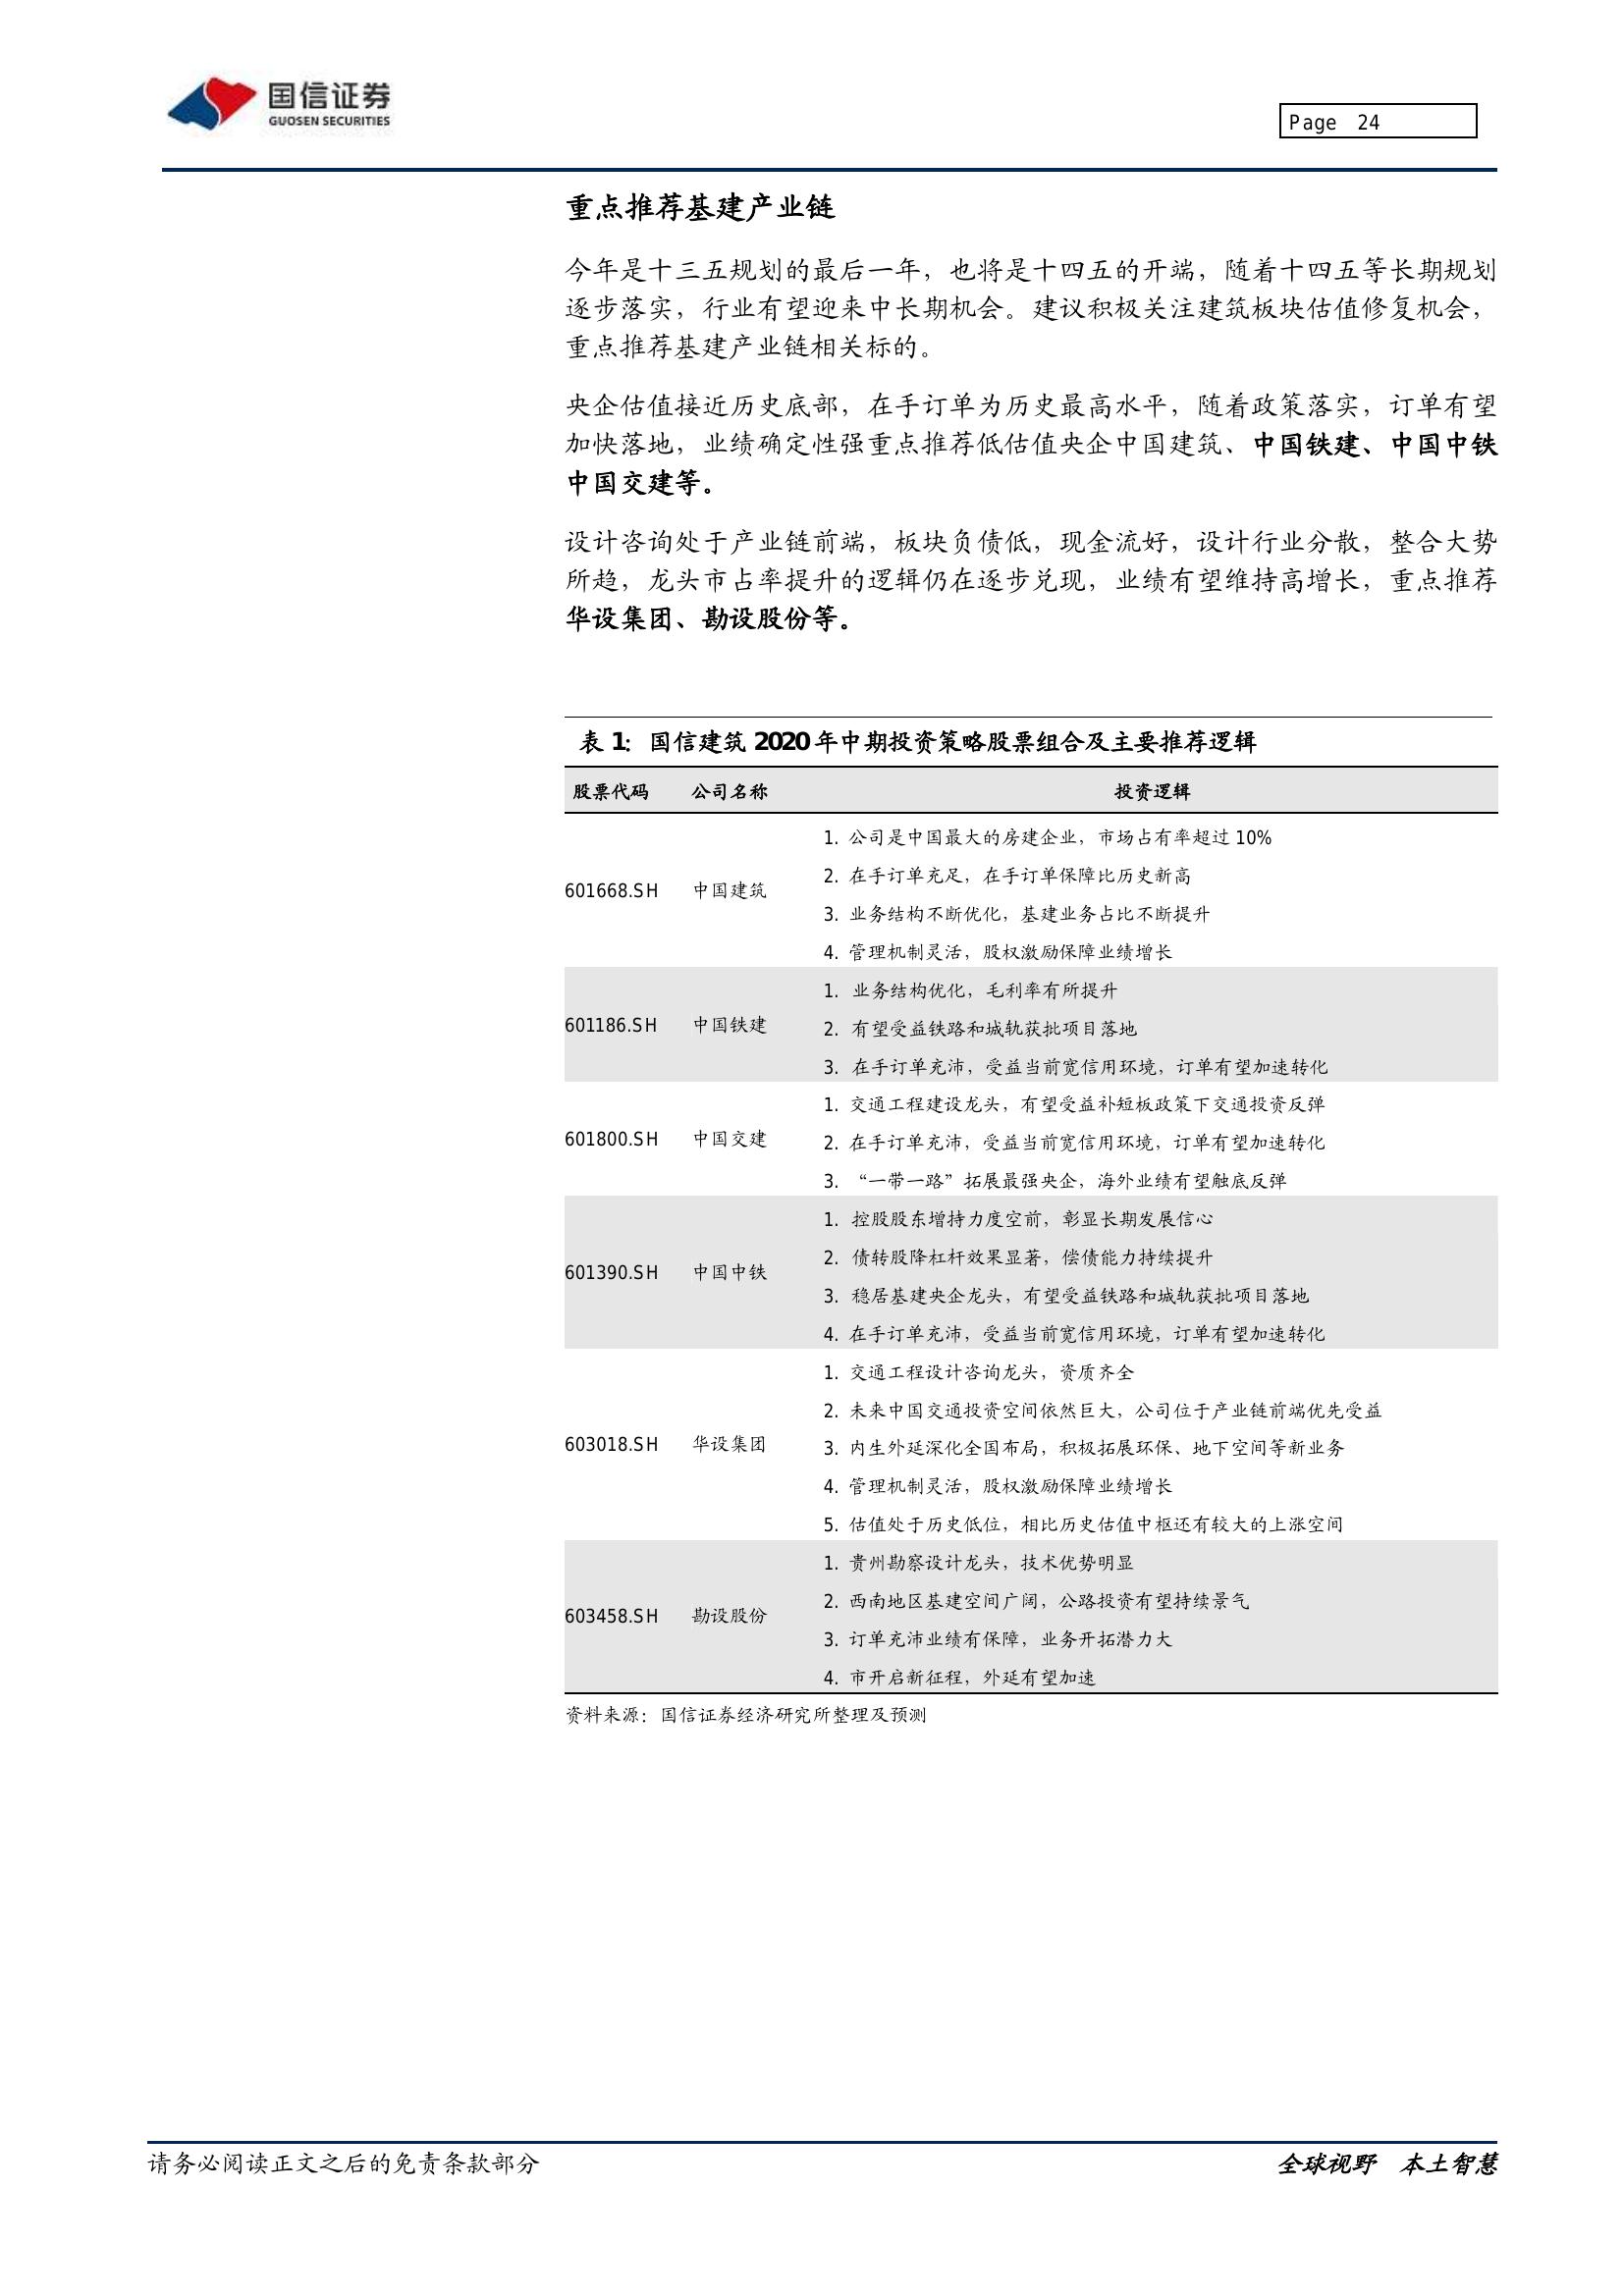 国信证券
GUOSEN SECURITIES
Page 24
重点推荐基建产业链
今年是十三五规划的最后一年，也将是十四五的开端，随着十四五等长期规划
逐步落实，行业有望迎来中长期机会。建议积极关注建筑板块估值修复机会，
重点推荐基建产业链相关标的。
央企估值接近历史底部，在手订单为历史最高水平，随着政策落实，订单有望
加快落地，业绩确定性强重点推荐低估值央企中国建筑、中国铁建、中国中铁
中国交建等。
设计咨询处于产业链前端，板块负债低，现金流好，设计行业分散，整合大势
所趋，龙头市占率提升的逻辑仍在逐步兑现，业绩有望维持高增长，重点推荐
华设集团、勘设股份等。
表 1: 国信建筑 2020 年中期投资策略股票组合及主要推荐逻辑
股票代码 公司名称 投资逻辑
601668.SH 中国建筑
1. 公司是中国最大的房建企业，市场占有率超过 10%
2. 在手订单充足，在手订单保障比历史新高
3. 业务结构不断优化，基建业务占比不断提升
4. 管理机制灵活，股权激励保障业绩增长
601186.SH 中国铁建
1. 业务结构优化，毛利率有所提升
2. 有望受益铁路和城轨获批项目落地
3. 在手订单充沛，受益当前宽信用环境，订单有望加速转化
601800.SH 中国交建
1. 交通工程建设龙头，有望受益补短板政策下交通投资反弹
2. 在手订单充沛，受益当前宽信用环境，订单有望加速转化
3. “一带一路”拓展最强央企，海外业绩有望触底反弹
601390.SH 中国中铁
1. 控股股东增持力度空前，彰显长期发展信心
2. 债转股降杠杆效果显著，偿债能力持续提升
3. 稳居基建央企龙头，有望受益铁路和城轨获批项目落地
4. 在手订单充沛，受益当前宽信用环境，订单有望加速转化
603018.SH 华设集团
1. 交通工程设计咨询龙头，资质齐全
2. 未来中国交通投资空间依然巨大，公司位于产业链前端优先受益
3. 内生外延深化全国布局，积极拓展环保、地下空间等新业务
4. 管理机制灵活，股权激励保障业绩增长
5. 估值处于历史低位，相比历史估值中枢还有较大的上涨空间
603458.SH 勘设股份
1. 贵州勘察设计龙头，技术优势明显
2. 西南地区基建空间广阔，公路投资有望持续景气
3. 订单充沛业绩有保障，业务开拓潜力大
4. 市开启新征程，外延有望加速
资料来源：国信证券经济研究所整理及预测
请务必阅读正文之后的免责条款部分
全球视野 本土智慧